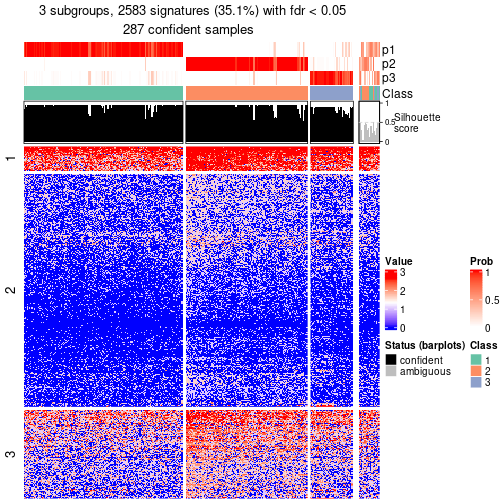 3 subgroups, 2583 signatures (35.1%) with fdr < 0.05
287 confident samples
p1
p2
p3
Class
1
0.5
0
Silhouette
score
1
2
3
Value
3
2
1
0
Prob
1
0.5
0
Status (barplots)
confident
ambiguous
Class
1
2
3